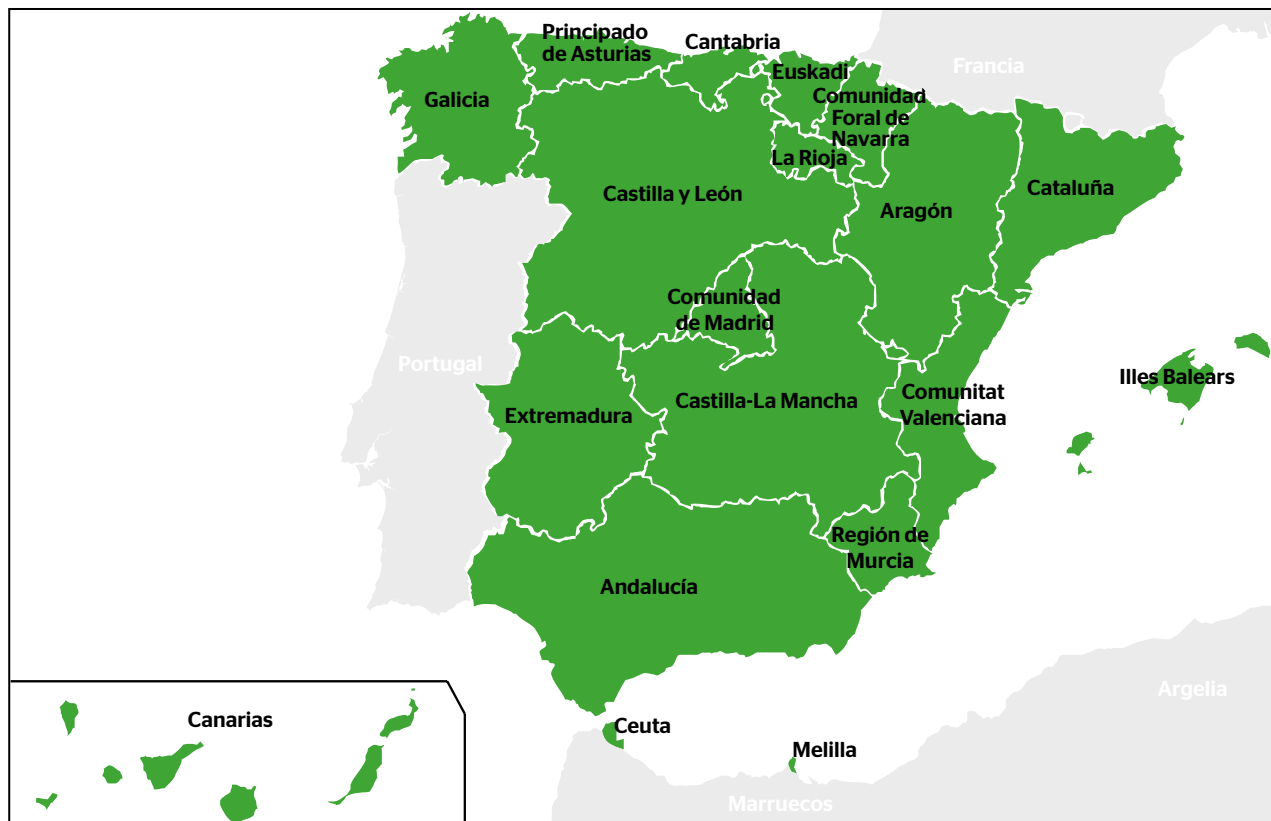 Principado
de Asturias
Cantabria
Francia
Euskadi
Galicia
Comunidad
Foral de
Navarra
La Rioja
Castilla y León
Aragón
Cataluña
Comunidad
de Madrid
Portugal
Illes Balears
Extremadura
Castilla-La Mancha
Comunitat
Valenciana
Región de
Murcia
Andalucía
Argelia
Canarias
Ceuta
Melilla
Marruecos